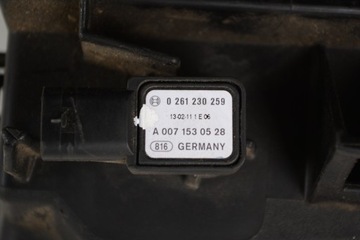 0 261 230 259
13-02-11 1 E 06
A 007 153 05 28
816 GERMANY